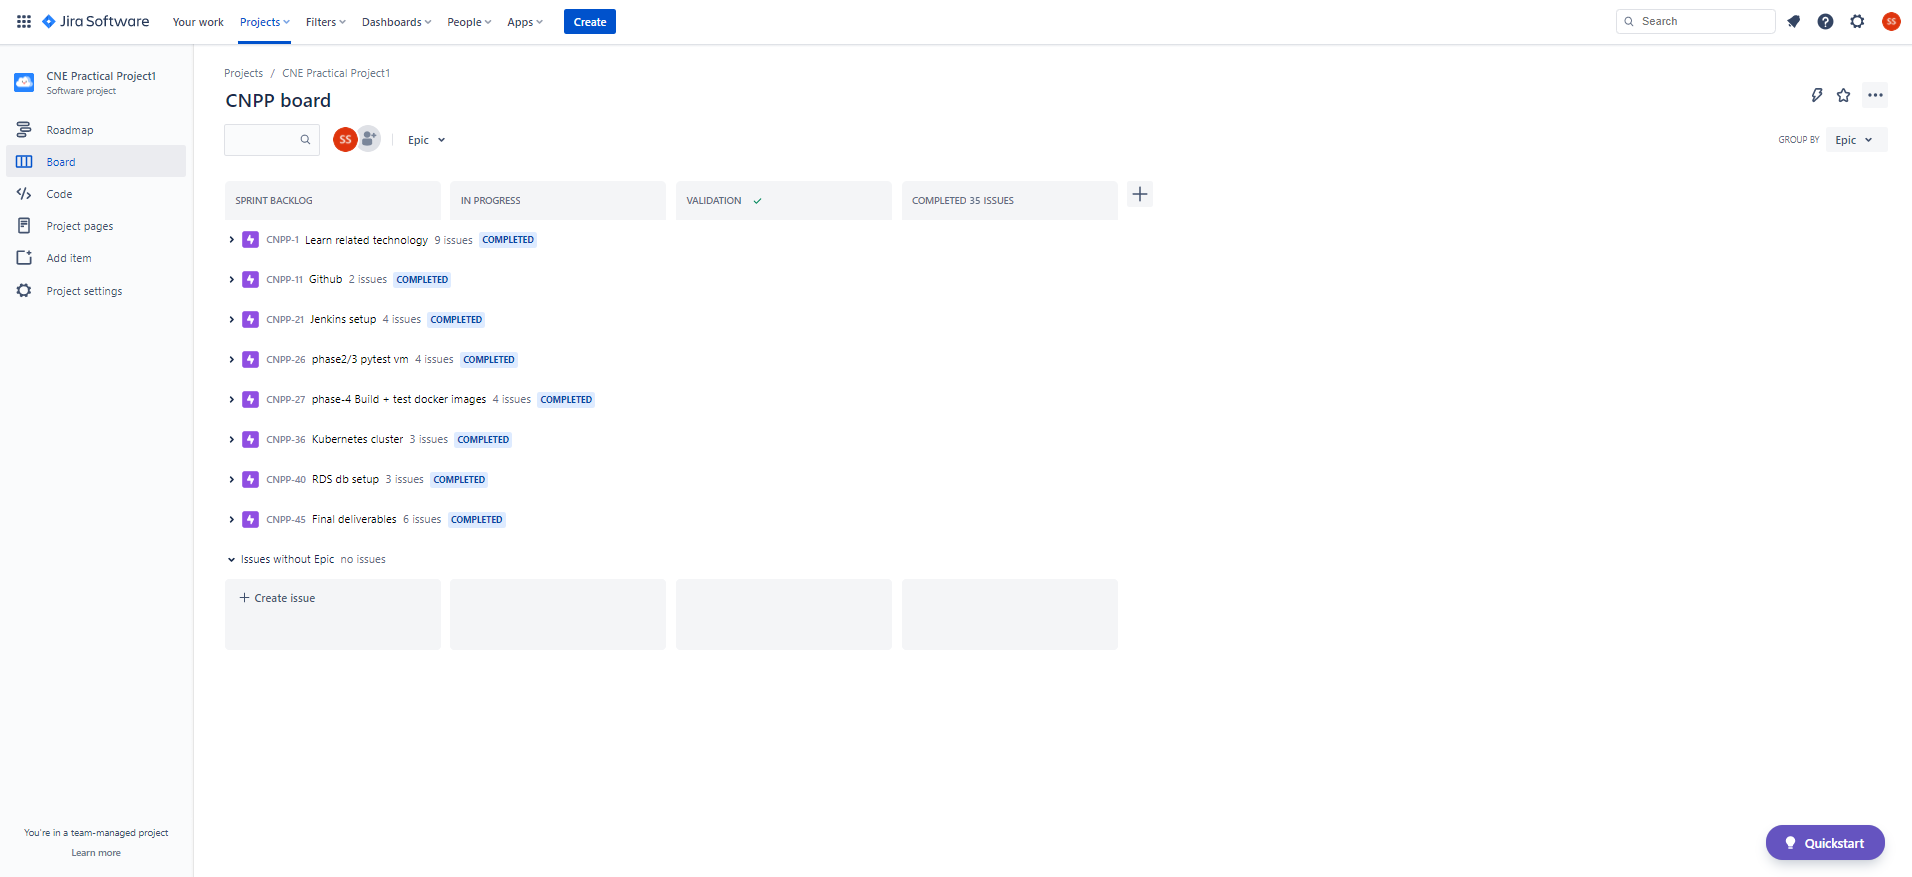 Jira Software Your work Projects Filters Dashboards People Apps Create Search SS
CNE Practical Project1
Software project
Roadmap
Board
Code
Project pages
Add item
Project settings
You're in a team-managed project
Learn more
Projects / CNE Practical Project1
CNPP board
SS Epic GROUP BY Epic
SPRINT BACKLOG IN PROGRESS VALIDATION COMPLETED 35 ISSUES
CNPP-1 Learn related technology 9 issues COMPLETED
CNPP-11 Github 2 issues COMPLETED
CNPP-21 Jenkins setup 4 issues COMPLETED
CNPP-26 phase2/3 pytest vm 4 issues COMPLETED
CNPP-27 phase-4 Build + test docker images 4 issues COMPLETED
CNPP-36 Kubernetes cluster 3 issues COMPLETED
CNPP-40 RDS db setup 3 issues COMPLETED
CNPP-45 Final deliverables 6 issues COMPLETED
Issues without Epic no issues
+ Create issue
Quickstart